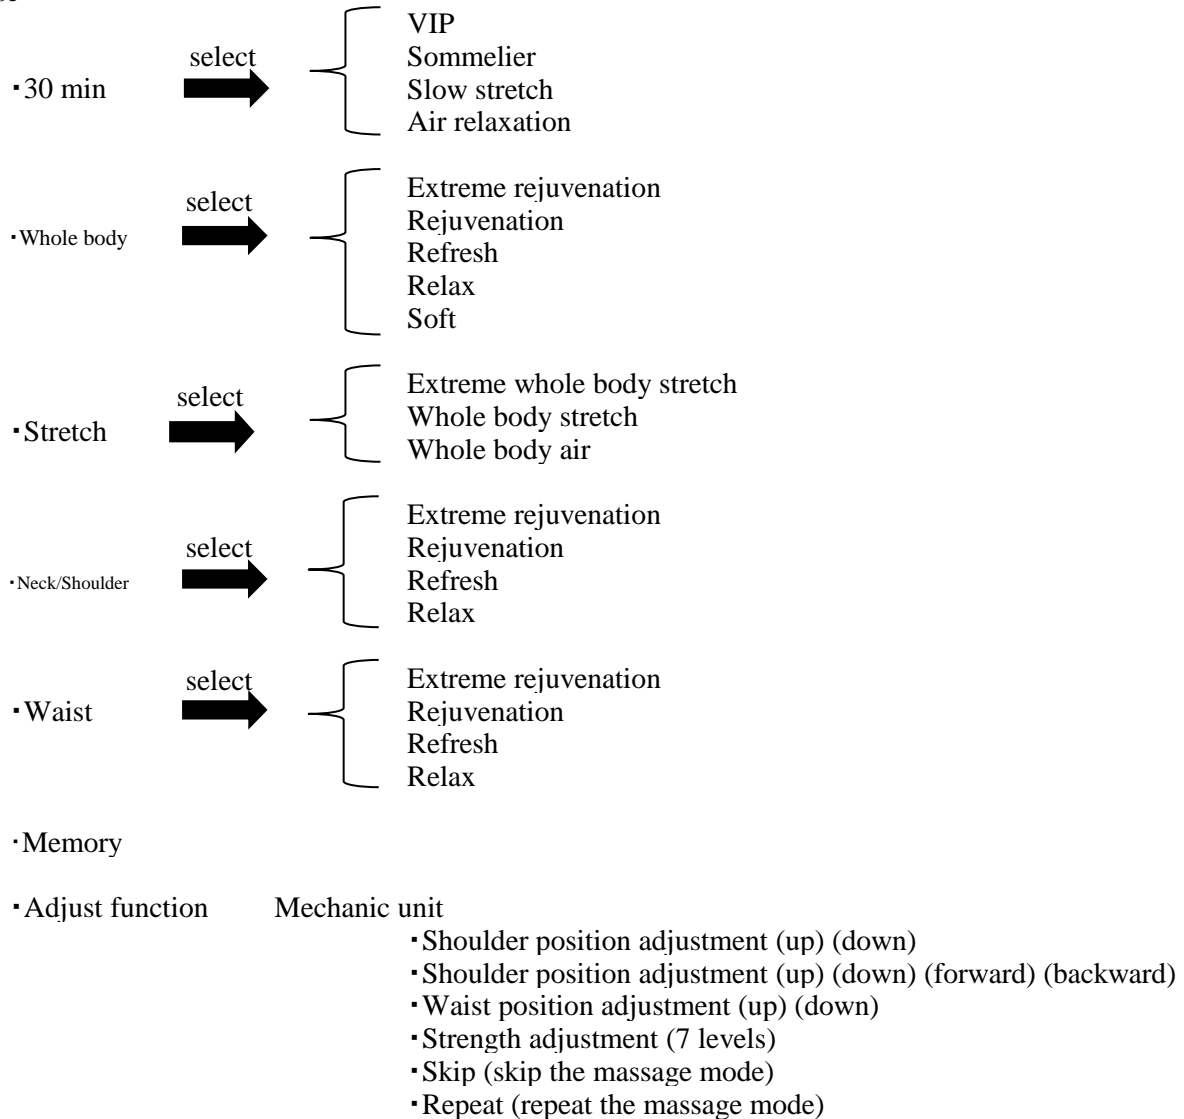 select
・30 min
VIP
Sommelier
Slow stretch
Air relaxation
select
・Whole body
Extreme rejuvenation
Rejuvenation
Refresh
Relax
Soft
select
・Stretch
Extreme whole body stretch
Whole body stretch
Whole body air
select
・Neck/Shoulder
Extreme rejuvenation
Rejuvenation
Refresh
Relax
select
・Waist
Extreme rejuvenation
Rejuvenation
Refresh
Relax
・Memory
・Adjust function Mechanic unit
・Shoulder position adjustment (up) (down)
・Shoulder position adjustment (up) (down) (forward) (backward)
・Waist position adjustment (up) (down)
・Strength adjustment (7 levels)
・Skip (skip the massage mode)
・Repeat (repeat the massage mode)